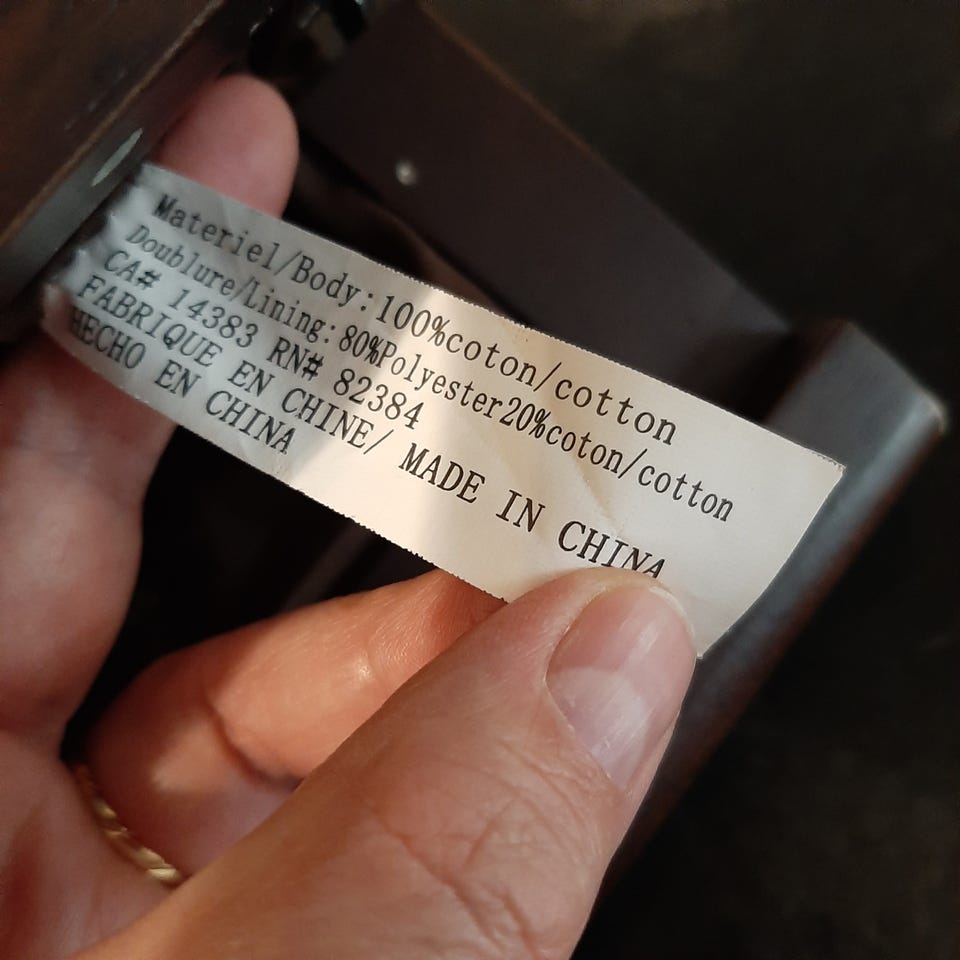 Materiel/Body:100%coton/cotton
Doublure/Lining:80%Polyester20%coton/cotton
CA# 14383 RN# 82384
FABRIQUE EN CHINE/ MADE IN CHINA
HECHO EN CHINA